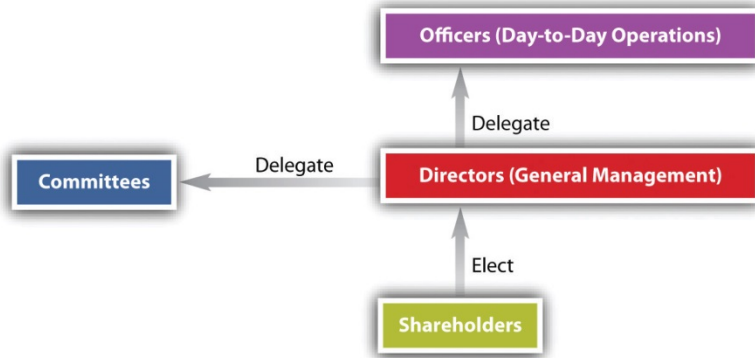 Officers (Day-to-Day Operations)
Delegate
Delegate
Committees
Directors (General Management)
Elect
Shareholders